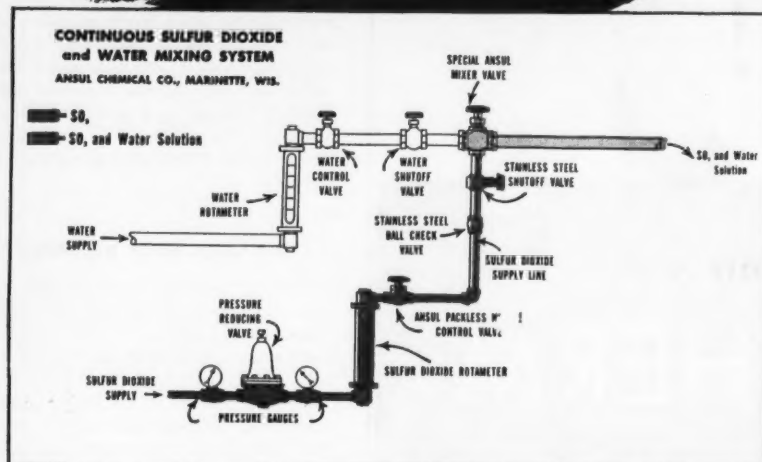 CONTINUOUS SULFUR DIOXIDE
and WATER MIXING SYSTEM
ANSUL CHEMICAL CO., MARINETTE, WIS.
SO₂
SO₂ and Water Solution
SPECIAL ANSUL
MIXER VALVE
WATER
CONTROL
VALVE
WATER
SHUTOFF
VALVE
SO₂ and Water
Solution
STAINLESS STEEL
SHUTOFF VALVE
WATER
ROTAMETER
WATER
SUPPLY
STAINLESS STEEL
BALL CHECK
VALVE
SULFUR DIOXIDE
SUPPLY LINE
PRESSURE
REDUCING
VALVE
ANSUL PACKLESS
CONTROL VALVE
SULFUR DIOXIDE ROTAMETER
SULFUR DIOXIDE
SUPPLY
PRESSURE GAUGES